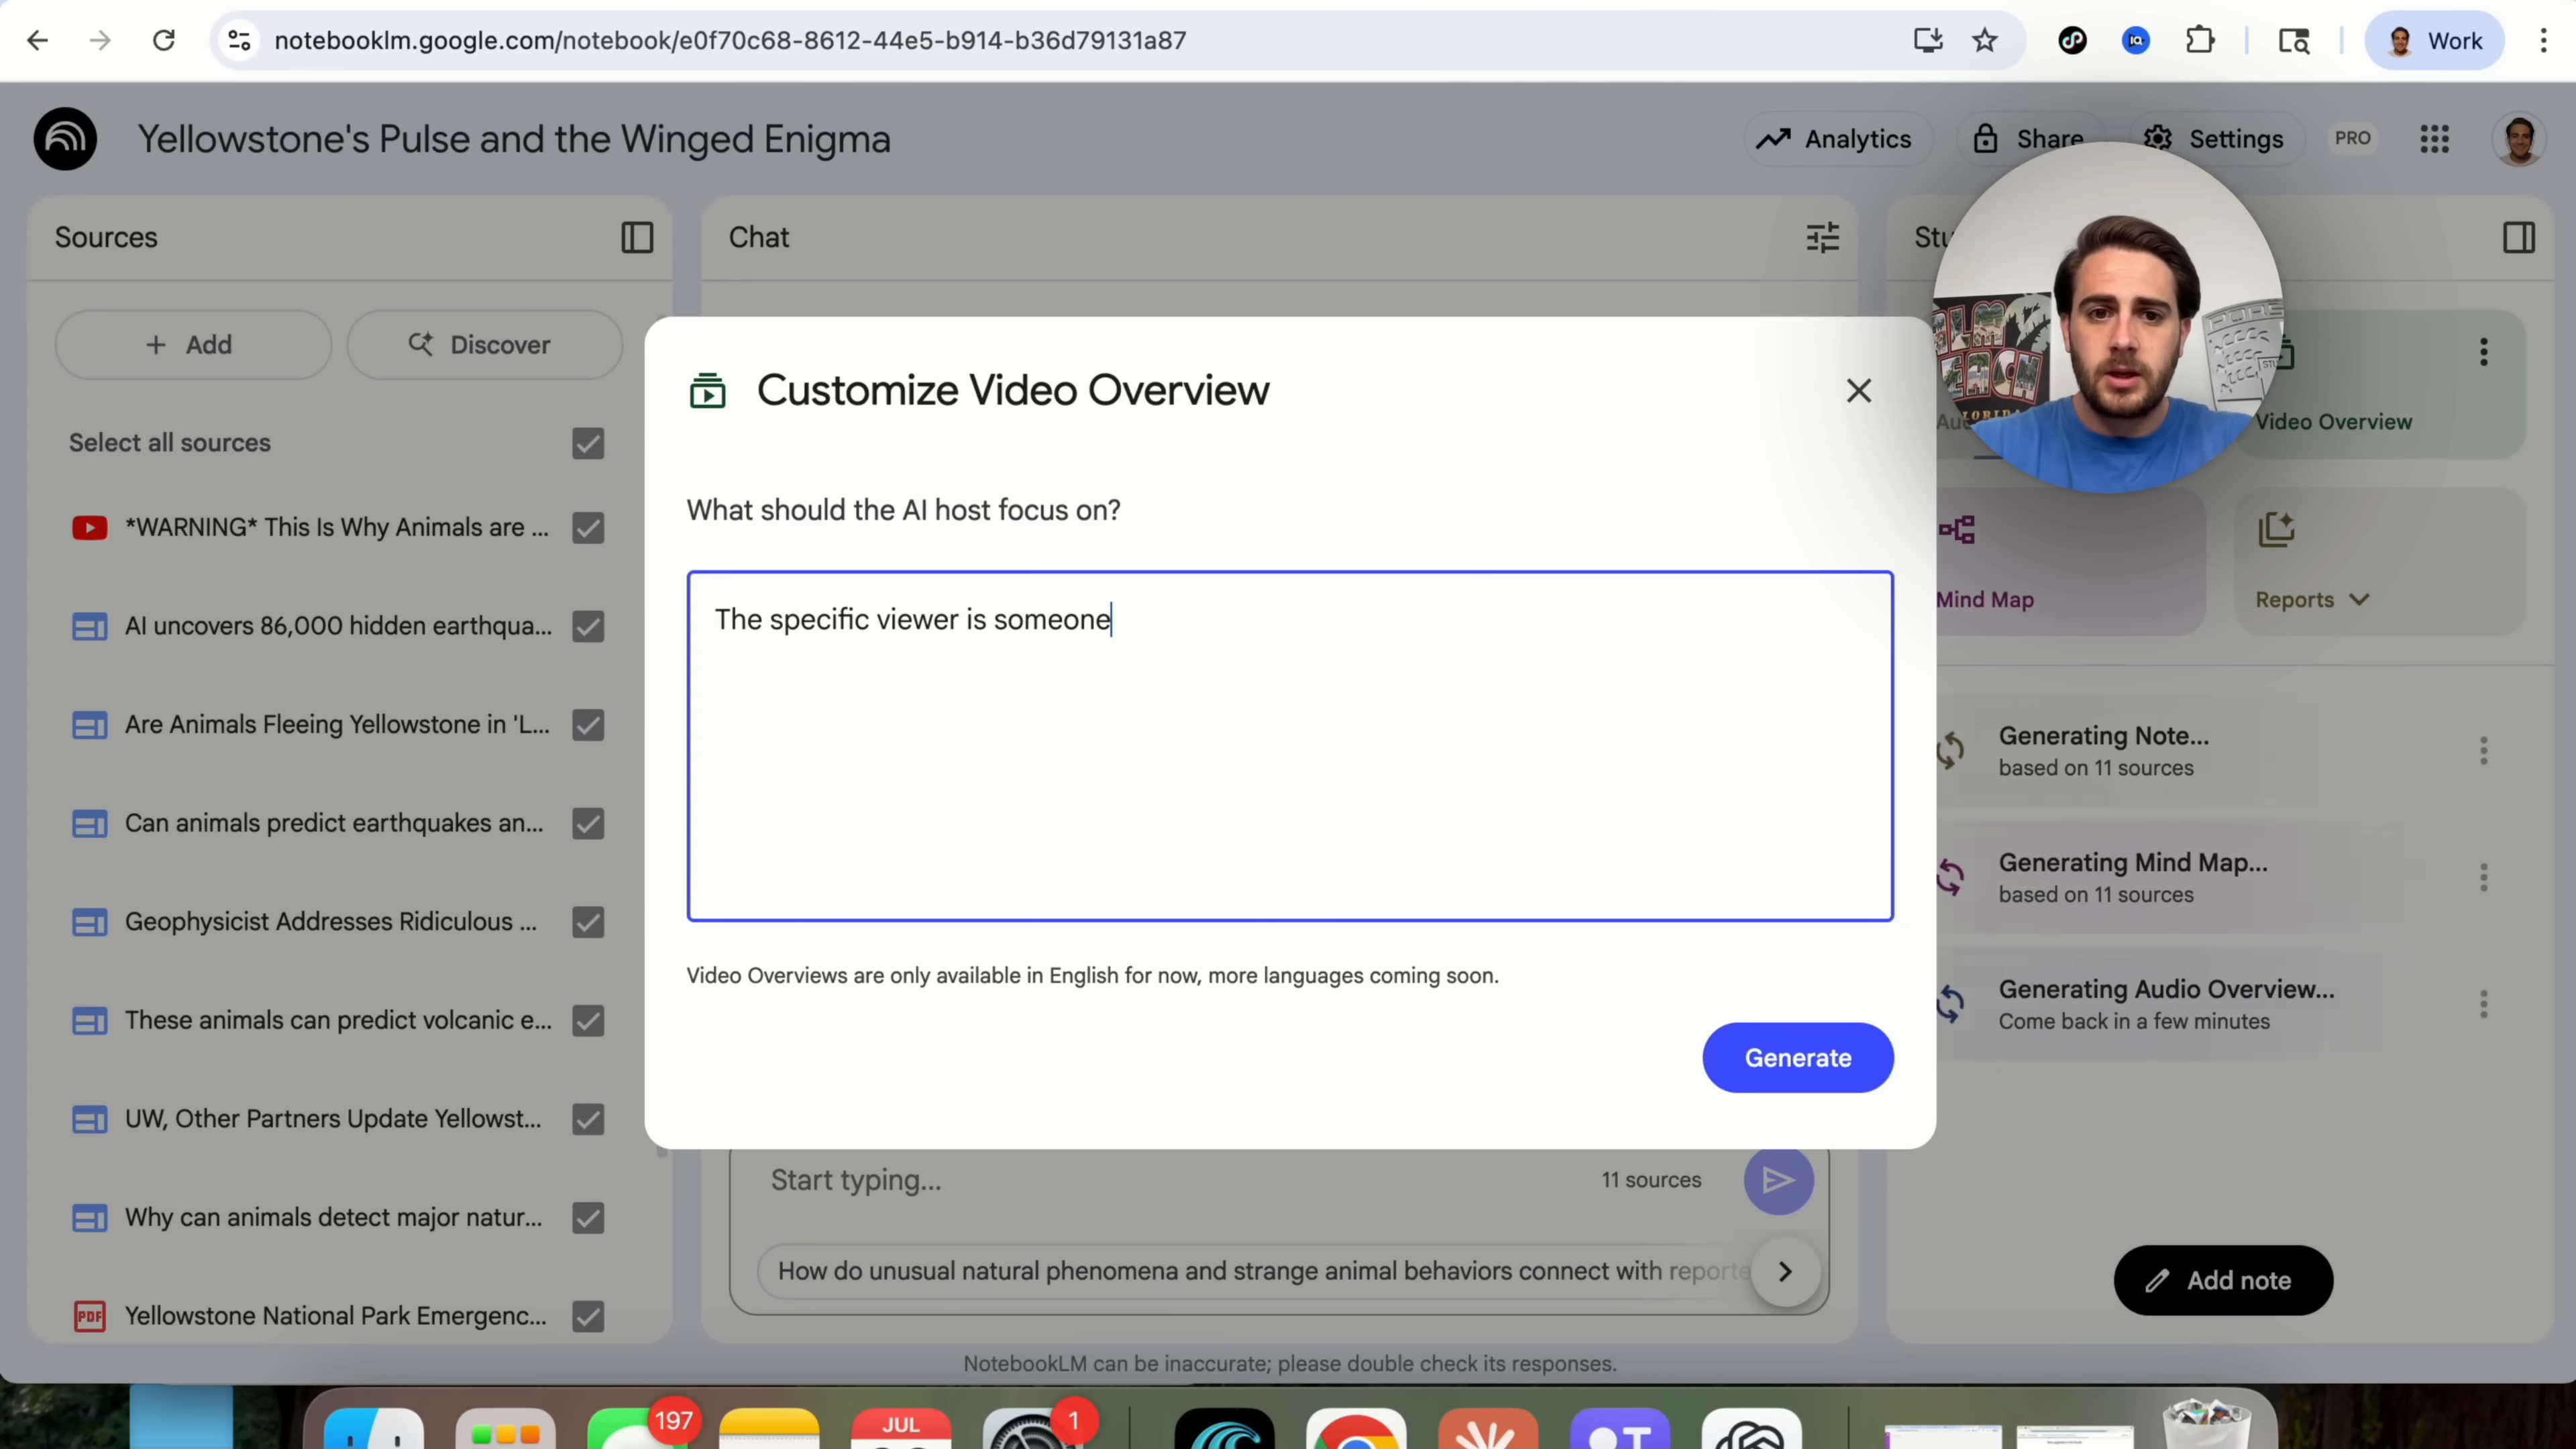 notebooklm.google.com/notebook/e0f70c68-8612-44e5-b914-b36d79131a87
Work
Yellowstone's Pulse and the Winged Enigma
Analytics
Share
Settings
PRO
Sources
Chat
Stu
Add
Discover
Customize Video Overview
Video Overview
Select all sources
What should the AI host focus on?
*WARNING* This Is Why Animals are ...
The specific viewer is someone
Mind Map
Reports
AI uncovers 86,000 hidden earthqua...
Are Animals Fleeing Yellowstone in 'L...
Generating Note...
based on 11 sources
Can animals predict earthquakes an...
Generating Mind Map...
based on 11 sources
Geophysicist Addresses Ridiculous ...
Video Overviews are only available in English for now, more languages coming soon.
Generating Audio Overview...
Come back in a few minutes
These animals can predict volcanic e...
Generate
UW, Other Partners Update Yellowst...
Start typing...
11 sources
Why can animals detect major natur...
How do unusual natural phenomena and strange animal behaviors connect with reporte
Add note
PDF
Yellowstone National Park Emergenc...
NotebookLM can be inaccurate; please double check its responses.
197
JUL
1